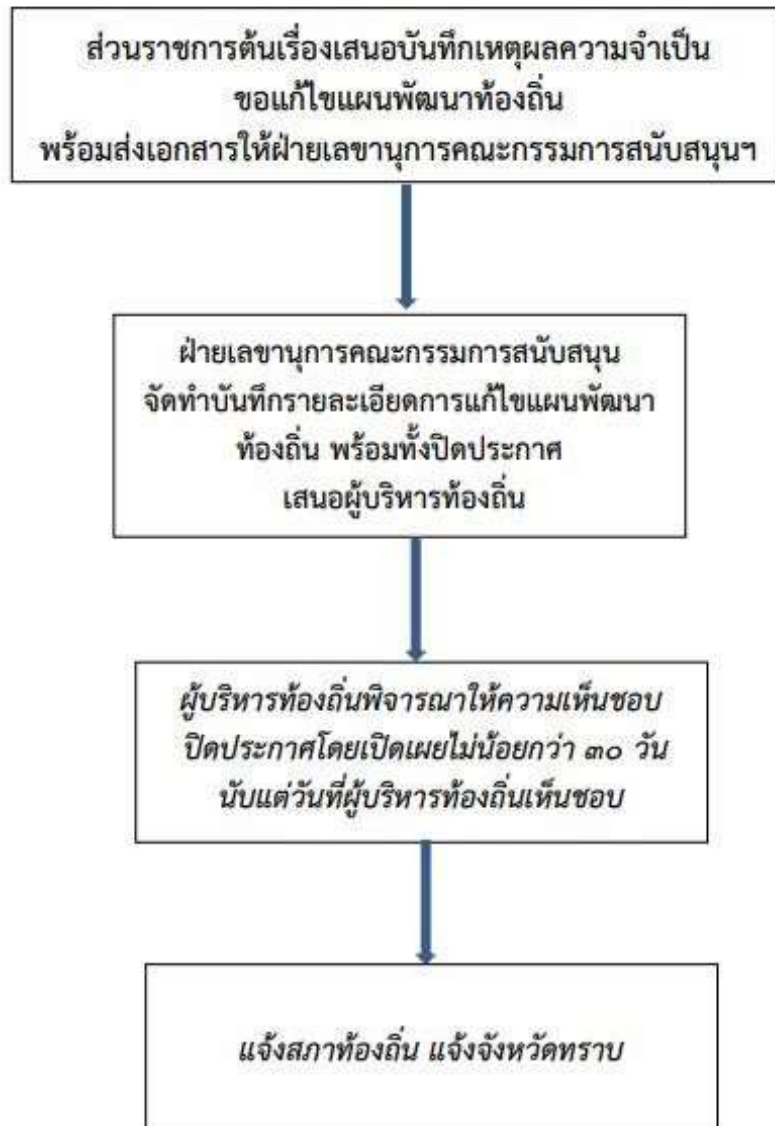 ส่วนราชการต้นเรื่องเสนอบันทึกเหตุผลความจำเป็น
ขอแก้ไขแผนพัฒนาท้องถิ่น
พร้อมส่งเอกสารให้ฝ่ายเลขานุการคณะกรรมการสนับสนุนฯ
ฝ่ายเลขานุการคณะกรรมการสนับสนุน
จัดทำบันทึกรายละเอียดการแก้ไขแผนพัฒนา
ท้องถิ่น พร้อมทั้งปิดประกาศ
เสนอผู้บริหารท้องถิ่น
ผู้บริหารท้องถิ่นพิจารณาให้ความเห็นชอบ
ปิดประกาศโดยเปิดเผยไม่น้อยกว่า ๓๐ วัน
นับแต่วันที่ผู้บริหารท้องถิ่นเห็นชอบ
แจ้งสภาท้องถิ่น แจ้งจังหวัดทราบ